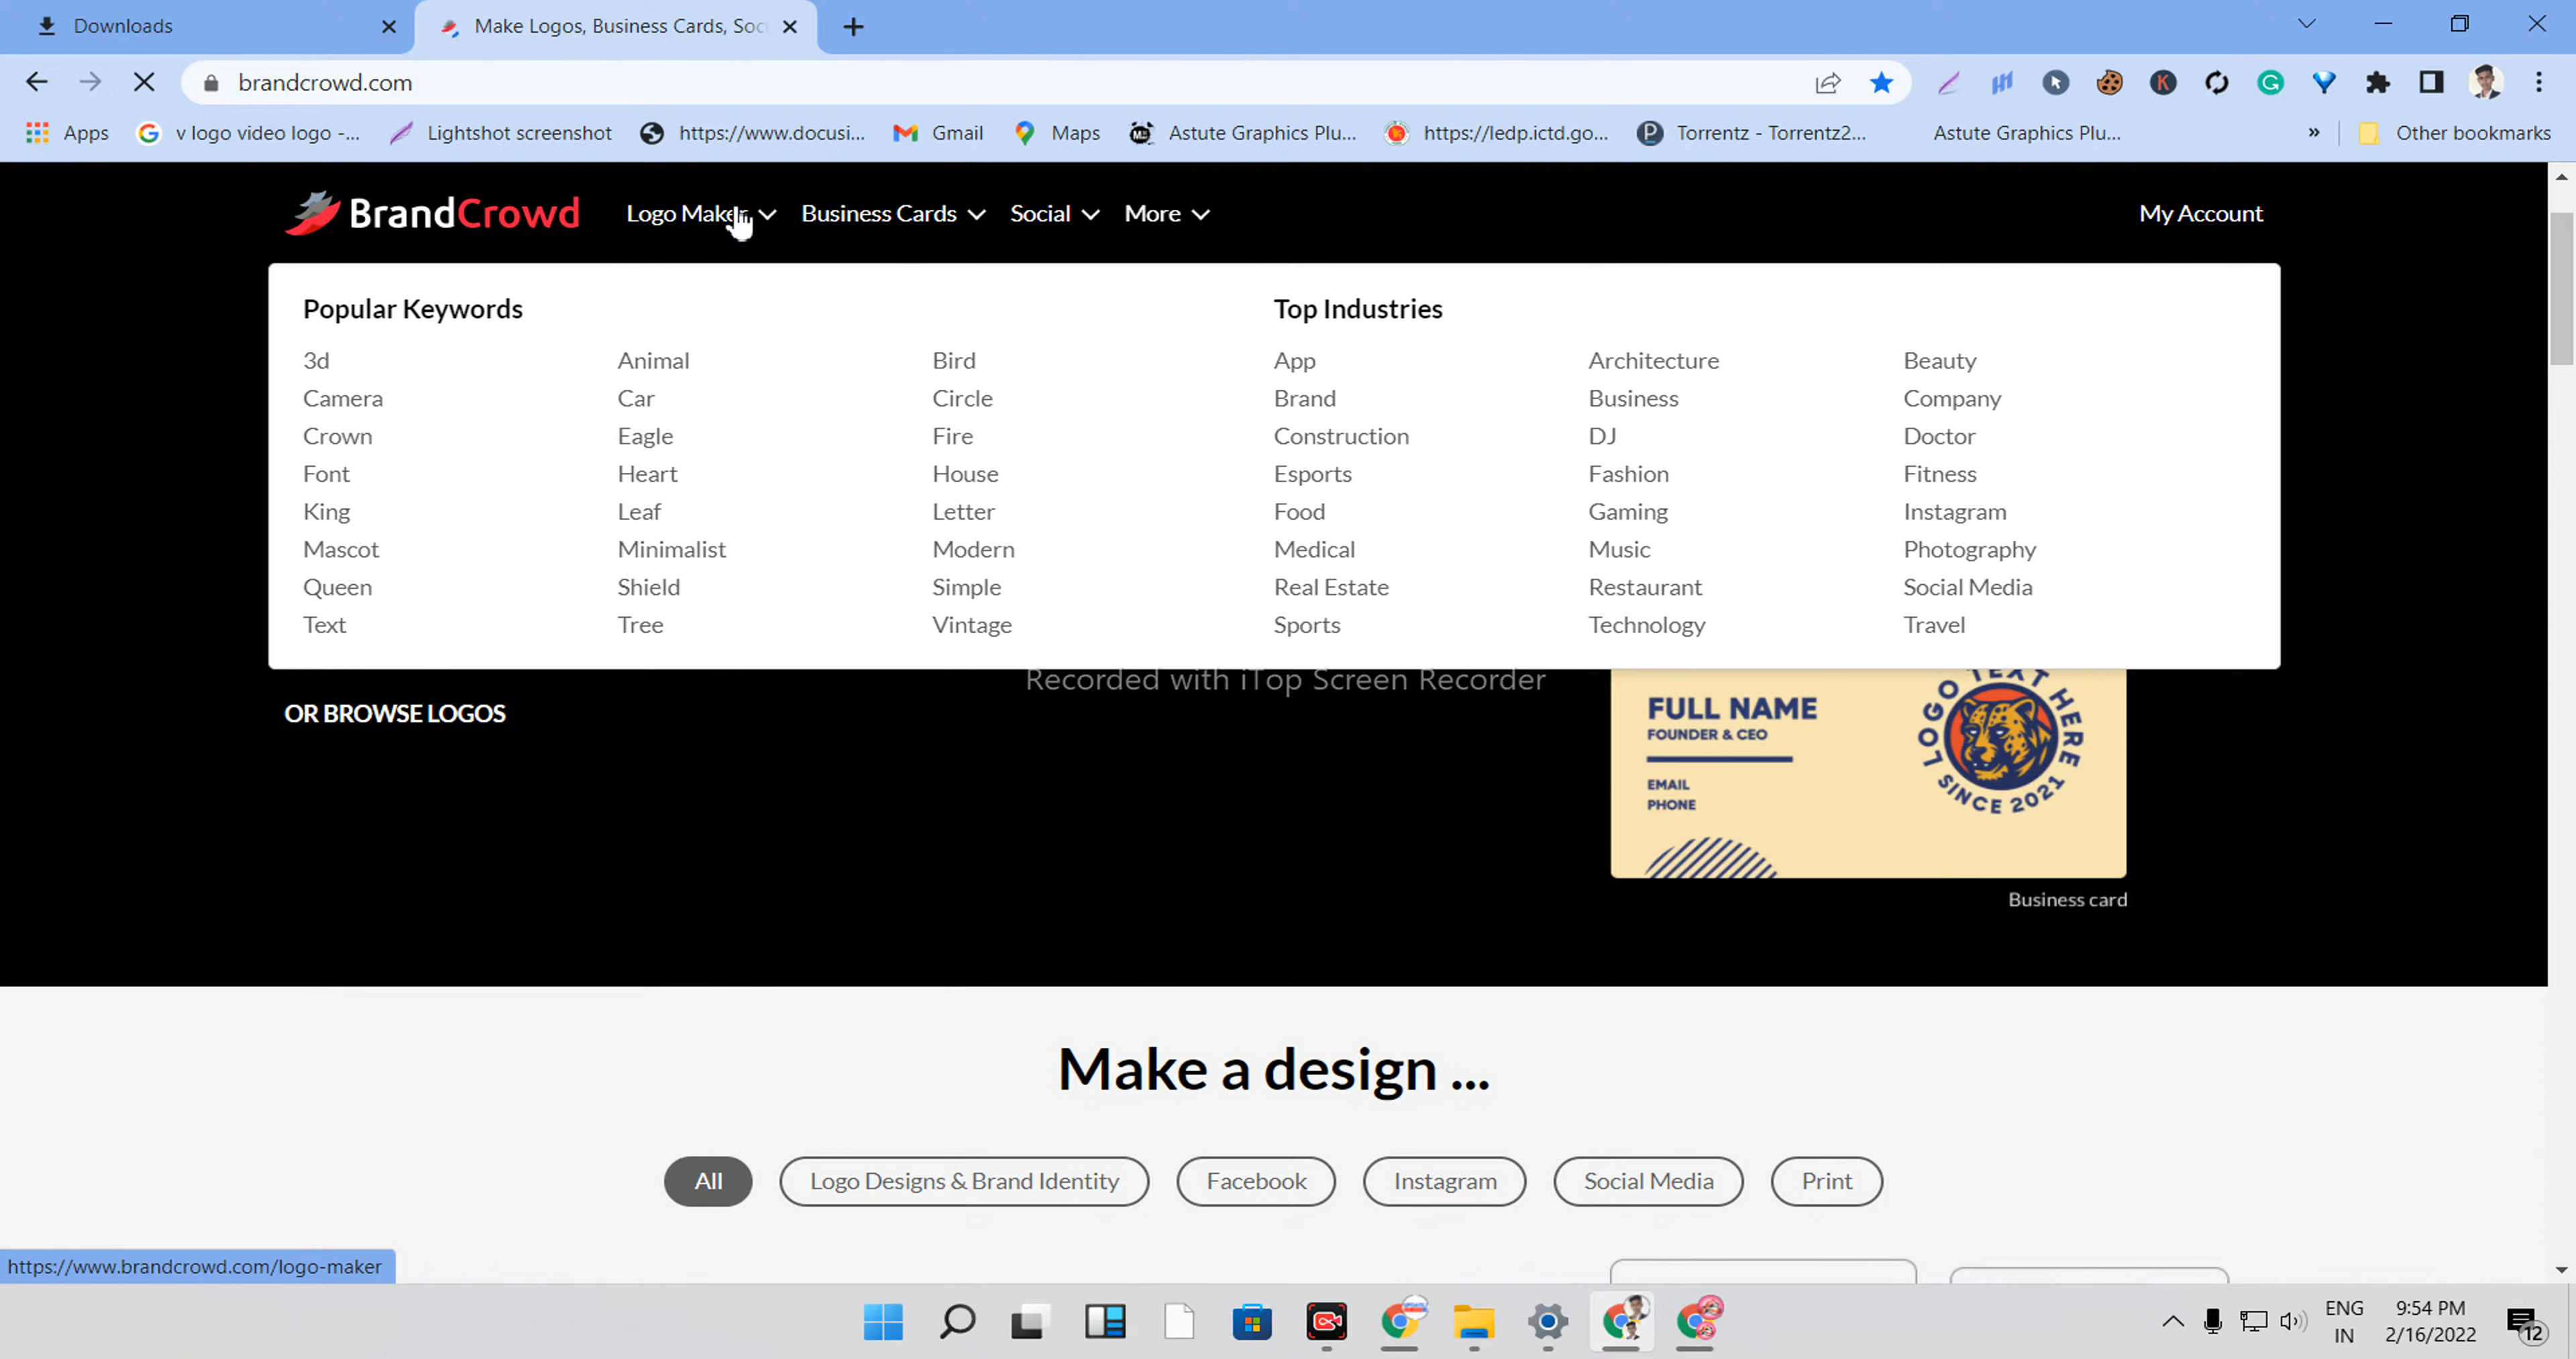 Downloads
Make Logos, Business Cards, Soc
brandcrowd.com
Apps
v logo video logo -...
Lightshot screenshot
https://www.docusi...
Gmail
Maps
Astute Graphics Plu...
https://ledp.ictd.go...
Torrentz - Torrentz2...
Astute Graphics Plu...
»
Other bookmarks
BrandCrowd
Logo Maker
Business Cards
Social
More
My Account
Popular Keywords
3d Animal Bird
Camera Car Circle
Crown Eagle Fire
Font Heart House
King Leaf Letter
Mascot Minimalist Modern
Queen Shield Simple
Text Tree Vintage
Top Industries
App Architecture Beauty
Brand Business Company
Construction DJ Doctor
Esports Fashion Fitness
Food Gaming Instagram
Medical Music Photography
Real Estate Restaurant Social Media
Sports Technology Travel
Recorded with iTop Screen Recorder
OR BROWSE LOGOS
FULL NAME
FOUNDER & CEO
EMAIL
PHONE
LOGO TEXT HERE
SINCE 2021
Business card
Make a design ...
All
Logo Designs & Brand Identity
Facebook
Instagram
Social Media
Print
https://www.brandcrowd.com/logo-maker
ENG
IN
9:54 PM
2/16/2022
12